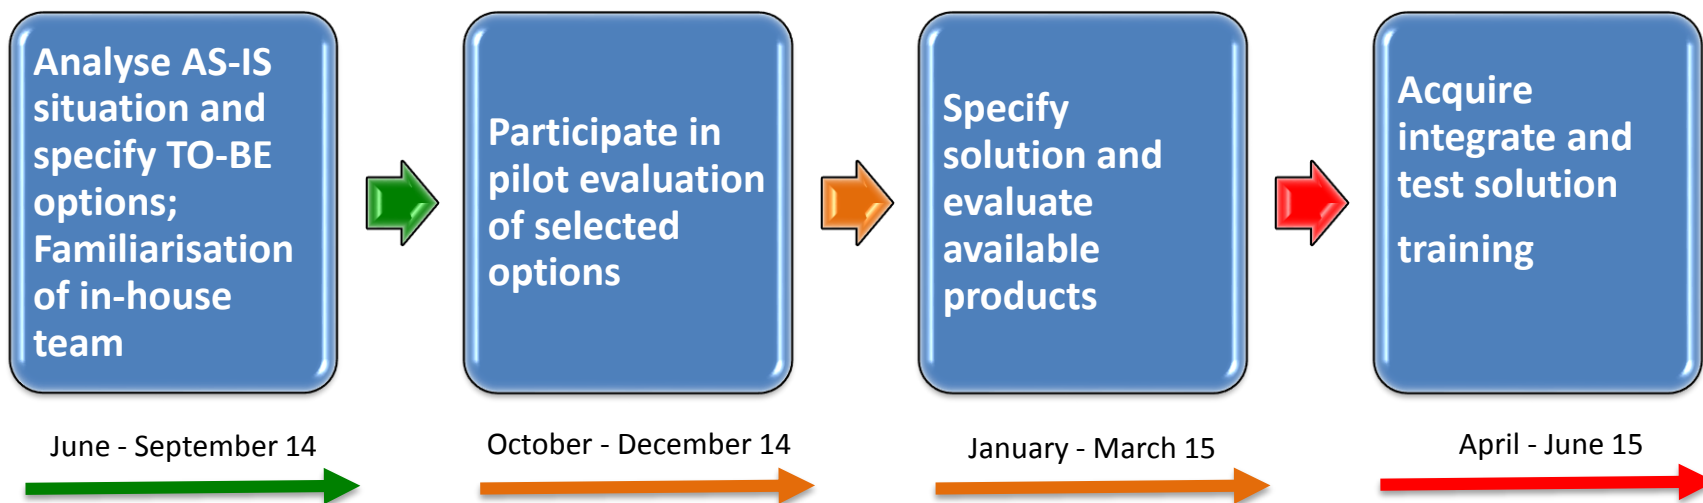 Analyse AS-IS
situation and
specify TO-BE
options;
Familiarisation
of in-house
team
Participate in
pilot evaluation
of selected
options
Specify
solution and
evaluate
available
products
Acquire
integrate and
test solution
training
June - September 14
October - December 14
January - March 15
April - June 15